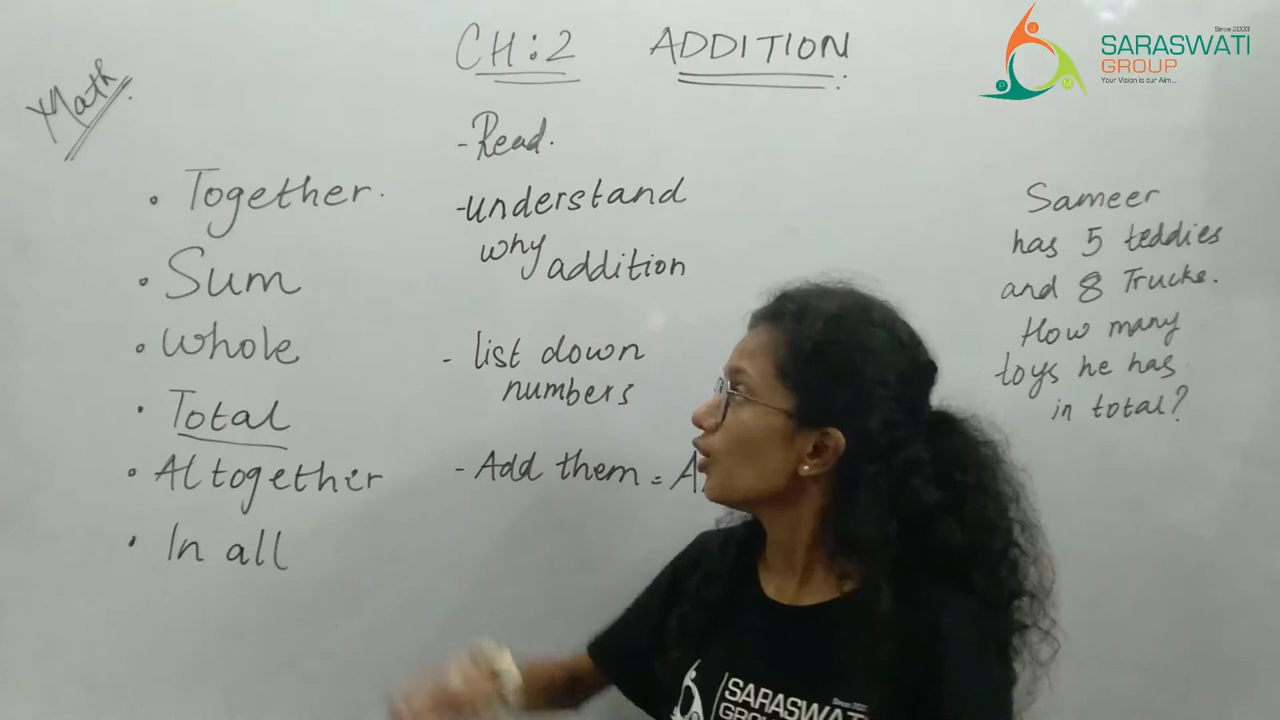 Math
CH:2 ADDITION
• Together.
• Sum
• Whole
• Total
• Altogether
• In all
- Read.
- understand
why addition
- list down
numbers
- Add them =
Sameer
has 5 teddies
and 8 Trucks.
How many
toys he has
in total?
Since 2003
SARASWATI
GROUP
Your Vision is our Aim...
J
P
M
SARASWATI
GROUP